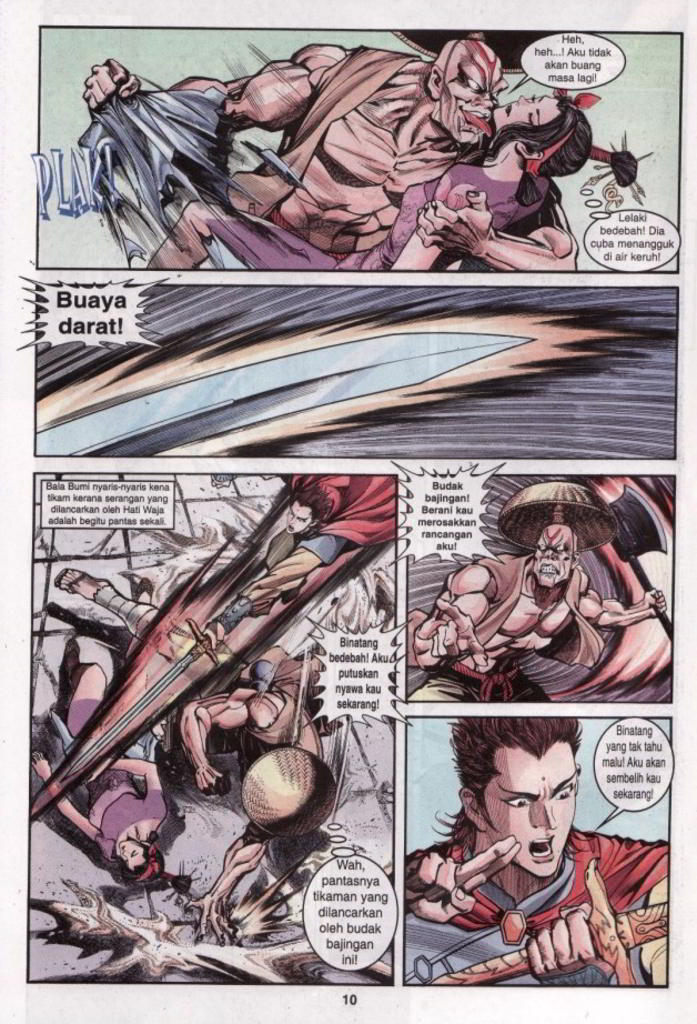 Heh,
heh...! Aku tidak
akan buang
masa lagi!
PLAK!
Lelaki
bedebah! Dia
cuba menangguk
di air keruh!
Buaya
darat!
Bala Bumi nyaris-nyaris kena
tikam kerana serangan yang
dilancarkan oleh Hati Waja
adalah begitu pantas sekali.
Binatang
bedebah! Aku
putuskan
nyawa kau
sekarang!
Wah,
pantasnya
tikaman yang
dilancarkan
oleh budak
bajingan
ini!
Budak
bajingan!
Berani kau
merosakkan
rancangan
aku!
Binatang
yang tak tahu
malu! Aku akan
sembelih kau
sekarang!
10